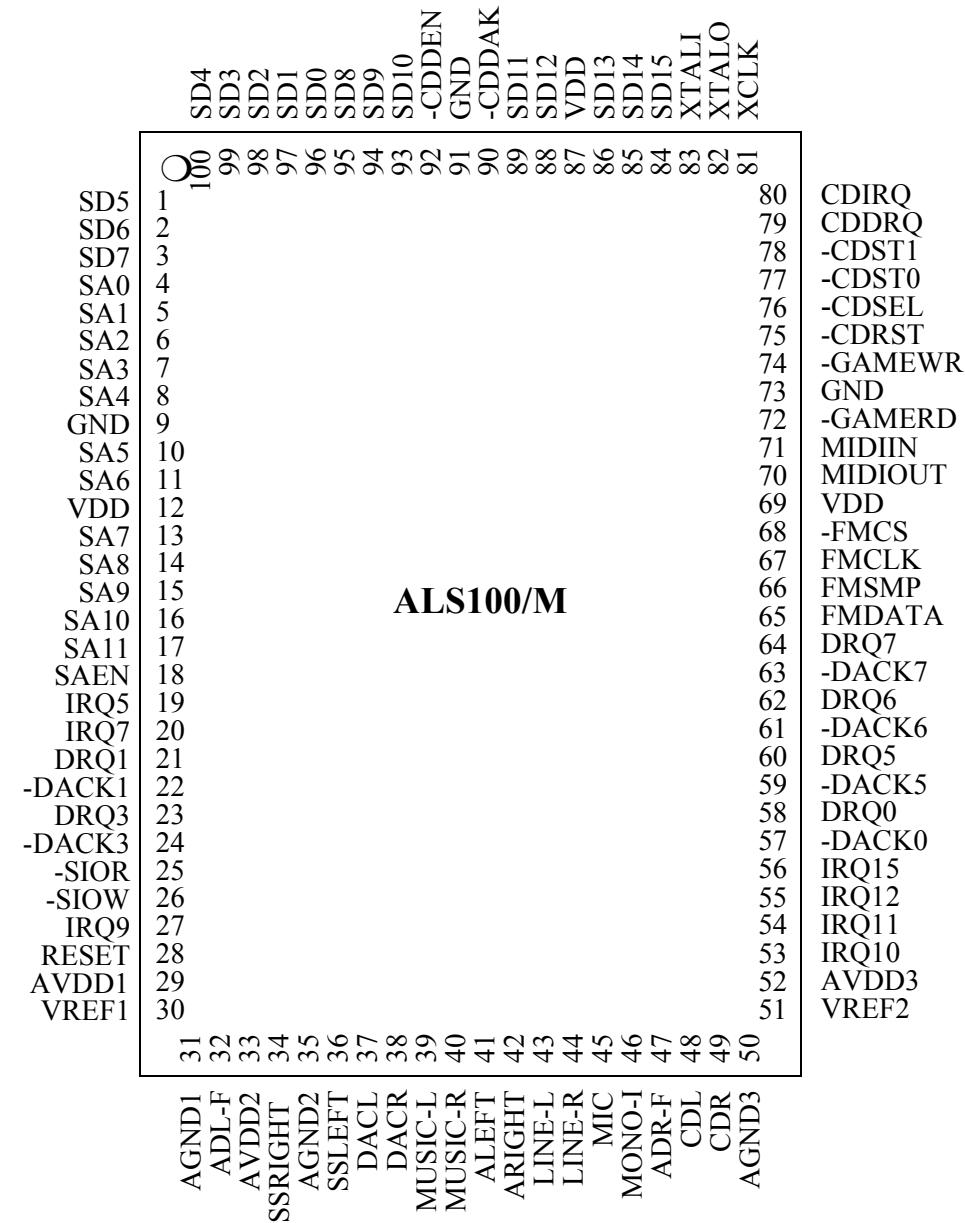 SD4 SD3 SD2 SD1 SD0 SD8 SD9 SD10 -CDDEN GND -CDDAK SD11 SD12 VDD SD13 SD14 SD15 XTALI XTALO XCLK
100 99 98 97 96 95 94 93 92 91 90 89 88 87 86 85 84 83 82 81
SD5 1 80 CDIRQ
SD6 2 79 CDDRQ
SD7 3 78 -CDST1
SA0 4 77 -CDST0
SA1 5 76 -CDSEL
SA2 6 75 -CDRST
SA3 7 74 -GAMEWR
SA4 8 73 GND
GND 9 72 -GAMERD
SA5 10 71 MIDIIN
SA6 11 70 MIDIOUT
VDD 12 69 VDD
SA7 13 68 -FMCS
SA8 14 67 FMCLK
SA9 15 66 FMSMP
ALS100/M
SA10 16 65 FMDATA
SA11 17 64 DRQ7
SAEN 18 63 -DACK7
IRQ5 19 62 DRQ6
IRQ7 20 61 -DACK6
DRQ1 21 60 DRQ5
-DACK1 22 59 -DACK5
DRQ3 23 58 DRQ0
-DACK3 24 57 -DACK0
-SIOR 25 56 IRQ15
-SIOW 26 55 IRQ12
IRQ9 27 54 IRQ11
RESET 28 53 IRQ10
AVDD1 29 52 AVDD3
VREF1 30 51 VREF2
31 32 33 34 35 36 37 38 39 40 41 42 43 44 45 46 47 48 49 50
AGND1 ADL-F AVDD2 SSRIGHT AGND2 SSLEFT DACL DACR MUSIC-L MUSIC-R ALEFT ARIGHT LINE-L LINE-R MIC MONO-I ADR-F CDL CDR AGND3